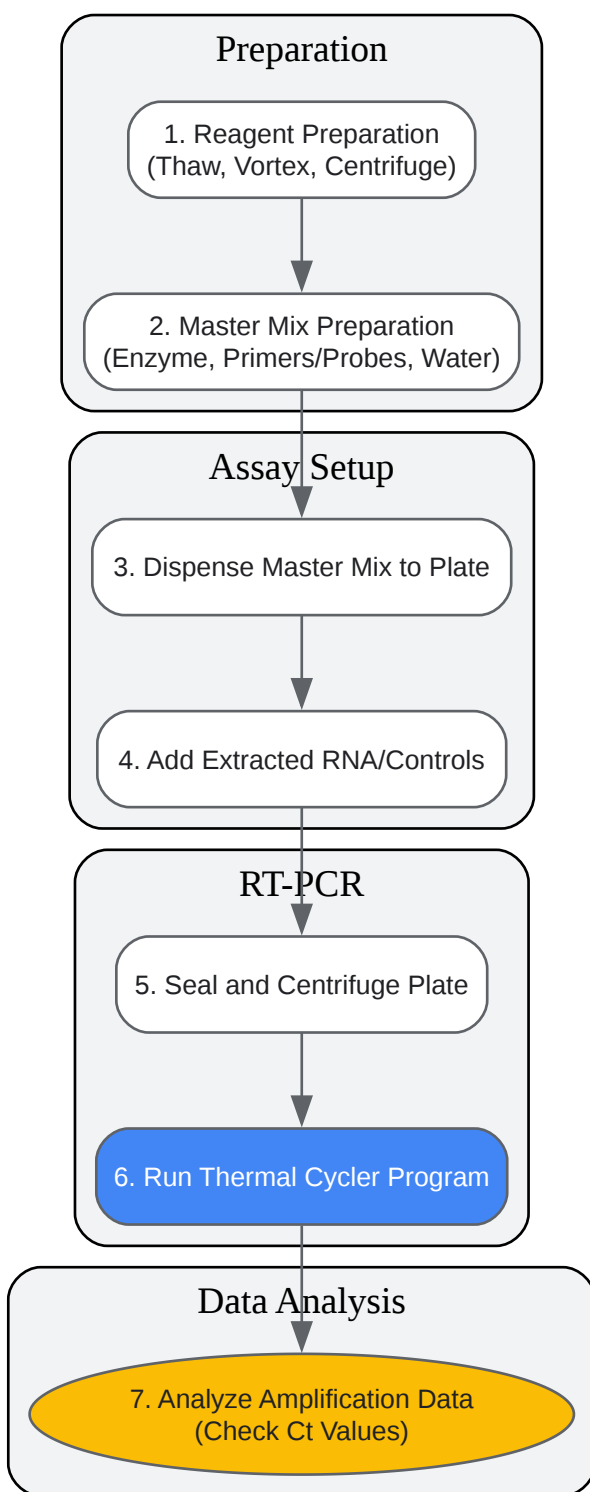 Preparation
1. Reagent Preparation
(Thaw, Vortex, Centrifuge)
2. Master Mix Preparation
(Enzyme, Primers/Probes, Water)
Assay Setup
3. Dispense Master Mix to Plate
4. Add Extracted RNA/Controls
RT-PCR
5. Seal and Centrifuge Plate
6. Run Thermal Cycler Program
Data Analysis
7. Analyze Amplification Data
(Check Ct Values)